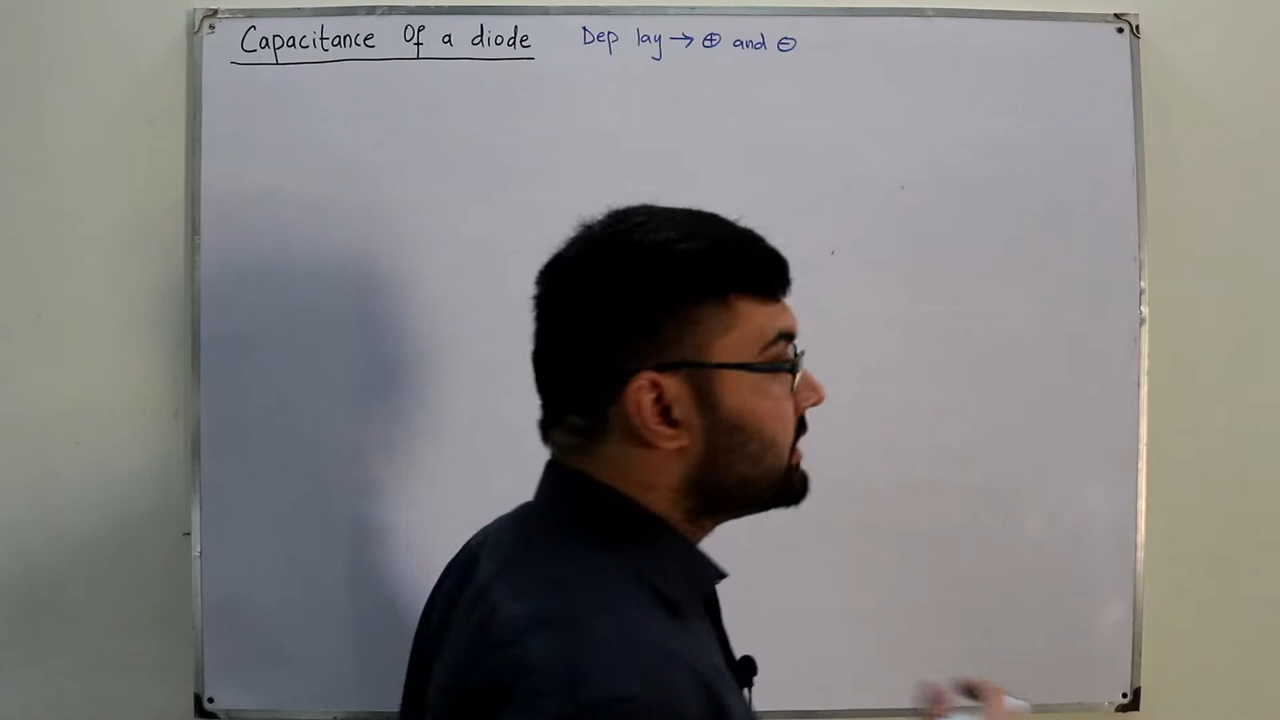 Capacitance Of a diode Dep lay → ⊕ and ⊖